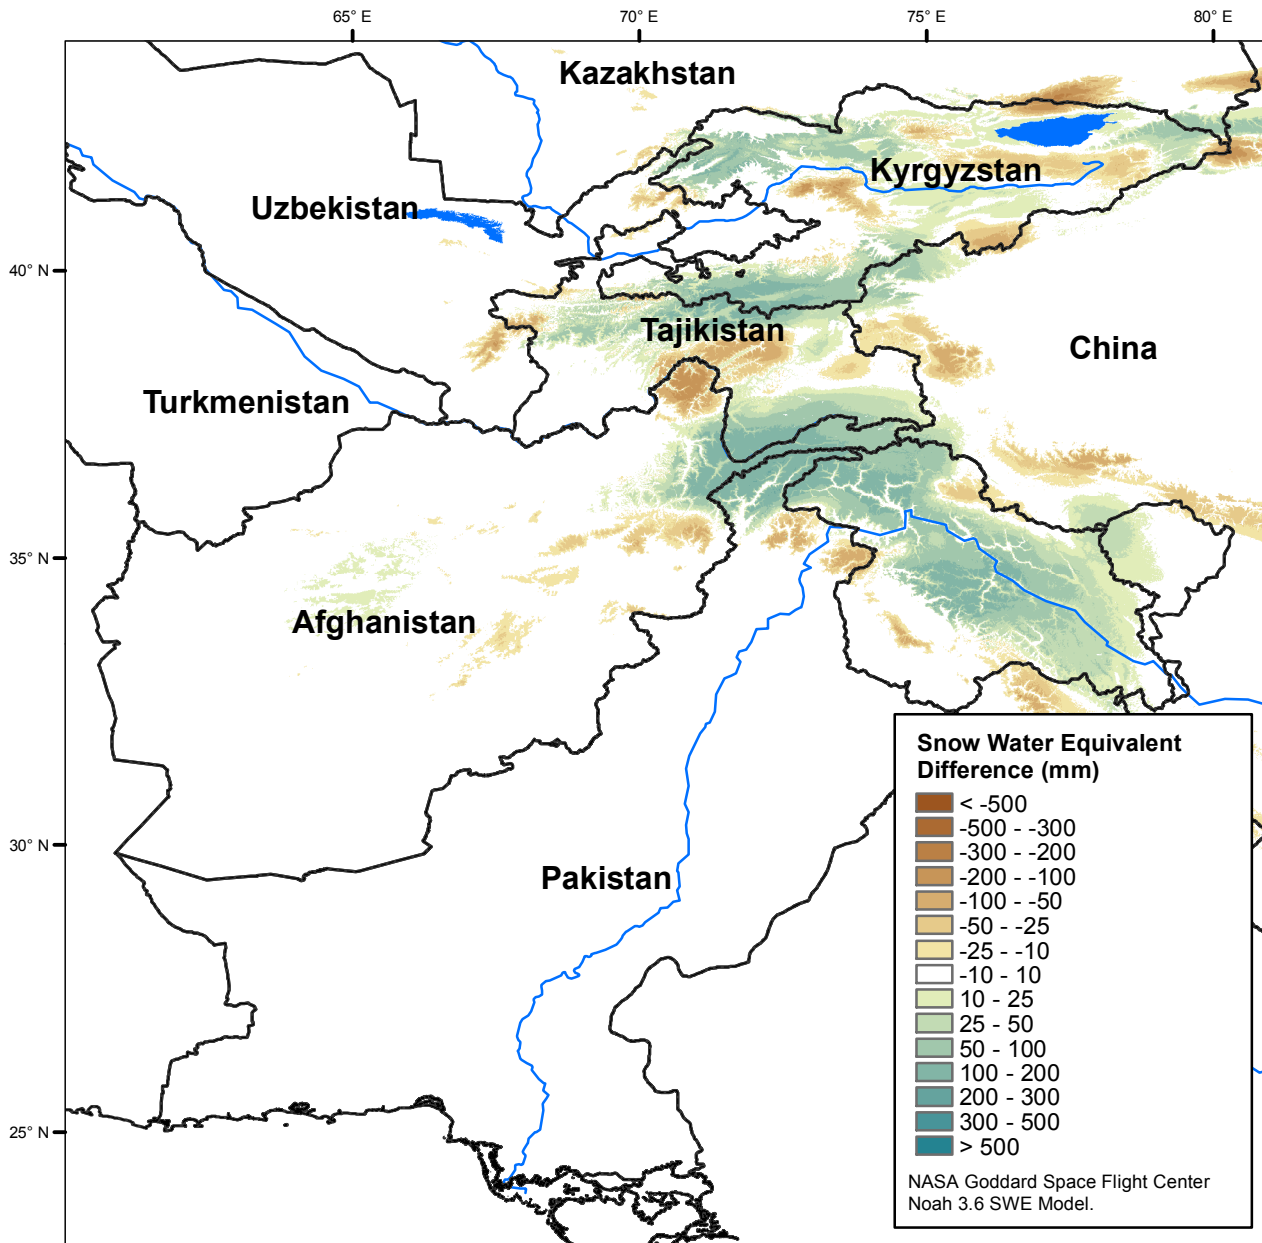 65° E
70° E
75° E
80° E
Kazakhstan
Kyrgyzstan
Uzbekistan
40° N
Tajikistan
China
Turkmenistan
35° N
Afghanistan
30° N
Pakistan
25° N
Snow Water Equivalent
Difference (mm)
< -500
-500 - -300
-300 - -200
-200 - -100
-100 - -50
-50 - -25
-25 - -10
-10 - 10
10 - 25
25 - 50
50 - 100
100 - 200
200 - 300
300 - 500
> 500
NASA Goddard Space Flight Center
Noah 3.6 SWE Model.